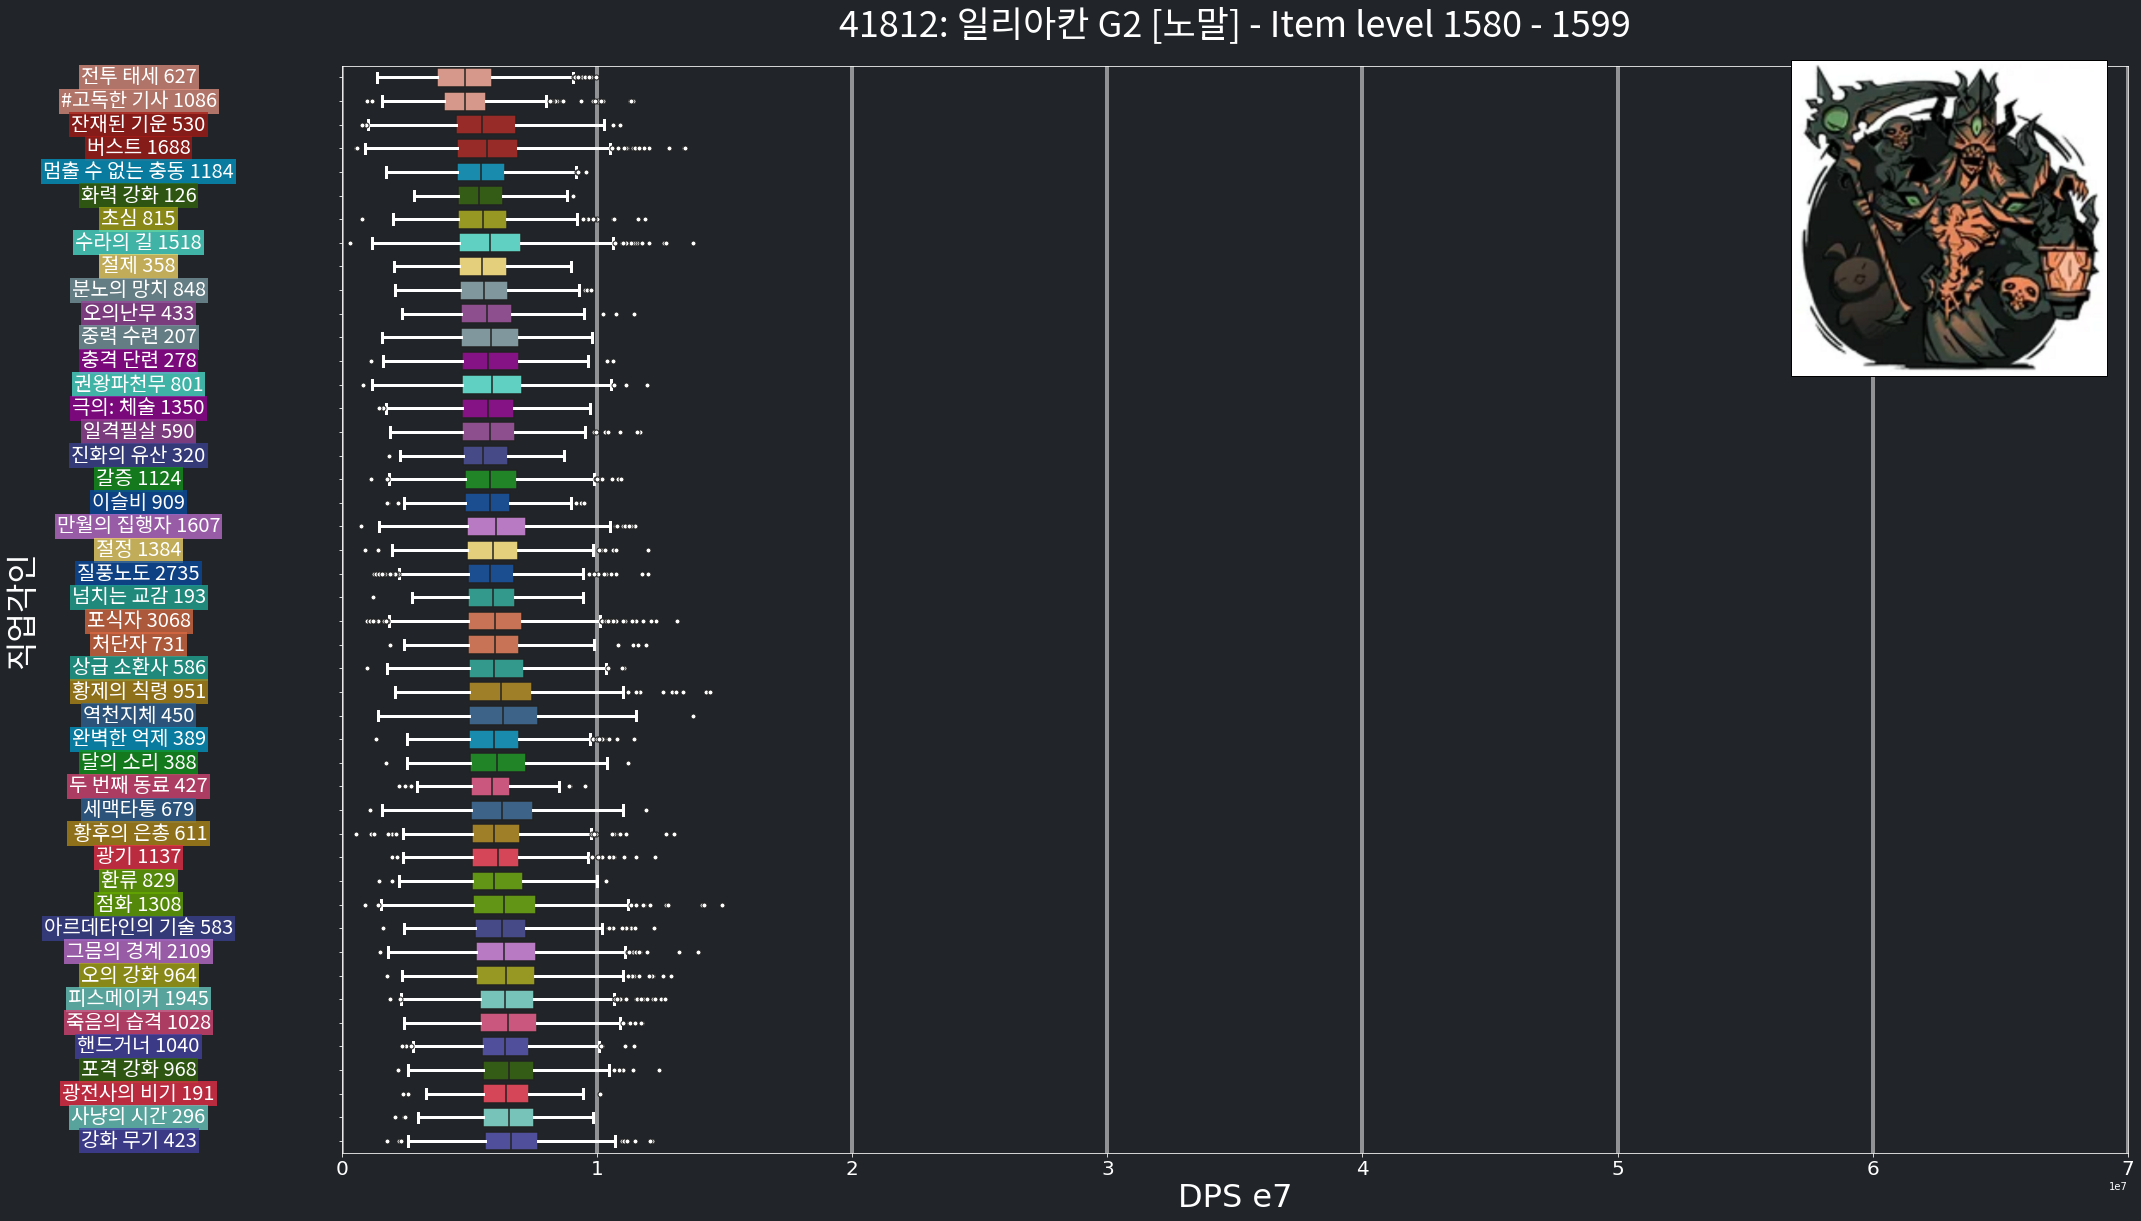 41812: 일리아칸 G2 [노말] - Item level 1580 - 1599
직업각인
전투 태세 627
#고독한 기사 1086
잔재된 기운 530
버스트 1688
멈출 수 없는 충동 1184
화력 강화 126
초심 815
수라의 길 1518
절제 358
분노의 망치 848
오의난무 433
중력 수련 207
충격 단련 278
권왕파천무 801
극의: 체술 1350
일격필살 590
진화의 유산 320
갈증 1124
이슬비 909
만월의 집행자 1607
절정 1384
질풍노도 2735
넘치는 교감 193
포식자 3068
처단자 731
상급 소환사 586
황제의 칙령 951
역천지체 450
완벽한 억제 389
달의 소리 388
두 번째 동료 427
세맥타통 679
황후의 은총 611
광기 1137
환류 829
점화 1308
아르데타인의 기술 583
그믐의 경계 2109
오의 강화 964
피스메이커 1945
죽음의 습격 1028
핸드거너 1040
포격 강화 968
광전사의 비기 191
사냥의 시간 296
강화 무기 423
0 1 2 3 4 5 6 7
1e7
DPS e7